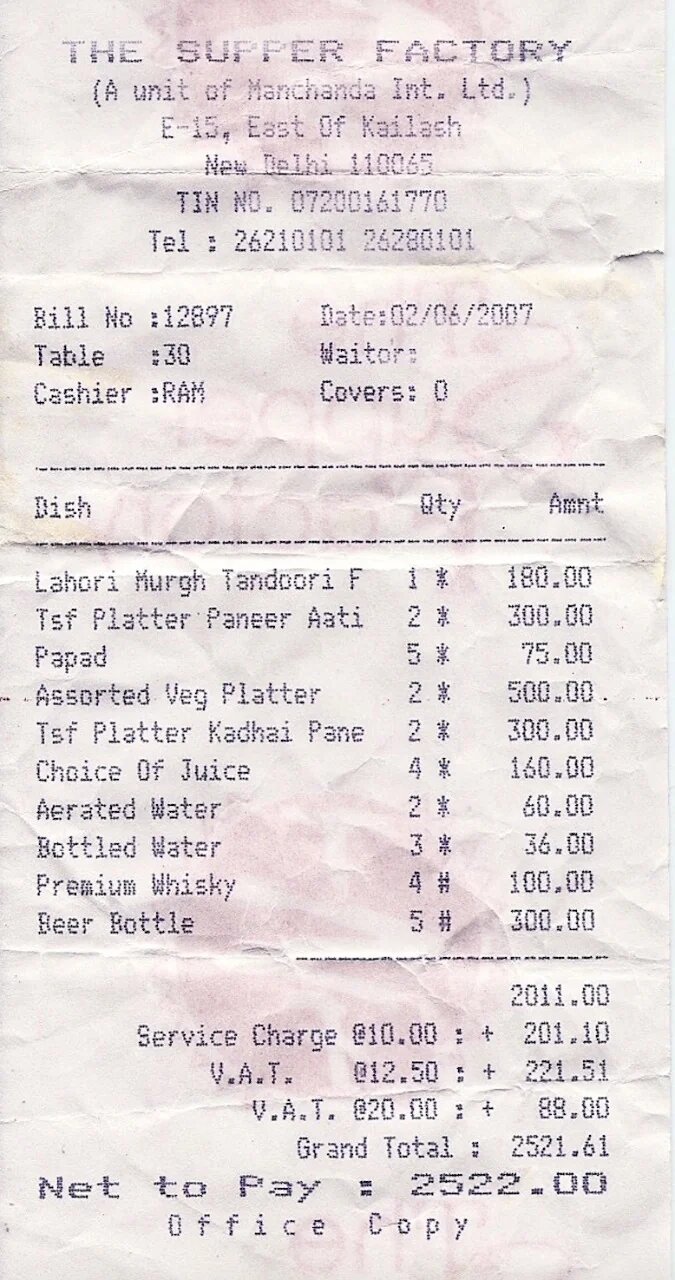 THE SUPPER FACTORY
(A unit of Manchanda Int. Ltd.)
E-15, East Of Kailash
New Delhi 110065
TIN NO. 07200161770
Tel : 26210101 26280101
Bill No :12897 Date:02/06/2007
Table :30 Waitor:
Cashier :RAM Covers: 0
Dish Qty Amnt
Lahori Murgh Tandoori F 1 * 180.00
Tsf Platter Paneer Aati 2 * 300.00
Papad 5 * 75.00
Assorted Veg Platter 2 * 500.00
Tsf Platter Kadhai Pane 2 * 300.00
Choice Of Juice 4 * 160.00
Aerated Water 2 * 60.00
Bottled Water 3 * 36.00
Premium Whisky 4 # 100.00
Beer Bottle 5 # 300.00
2011.00
Service Charge @10.00 : + 201.10
V.A.T. @12.50 : + 221.51
V.A.T. @20.00 : + 88.00
Grand Total : 2521.61
Net to Pay : 2522.00
Office Copy